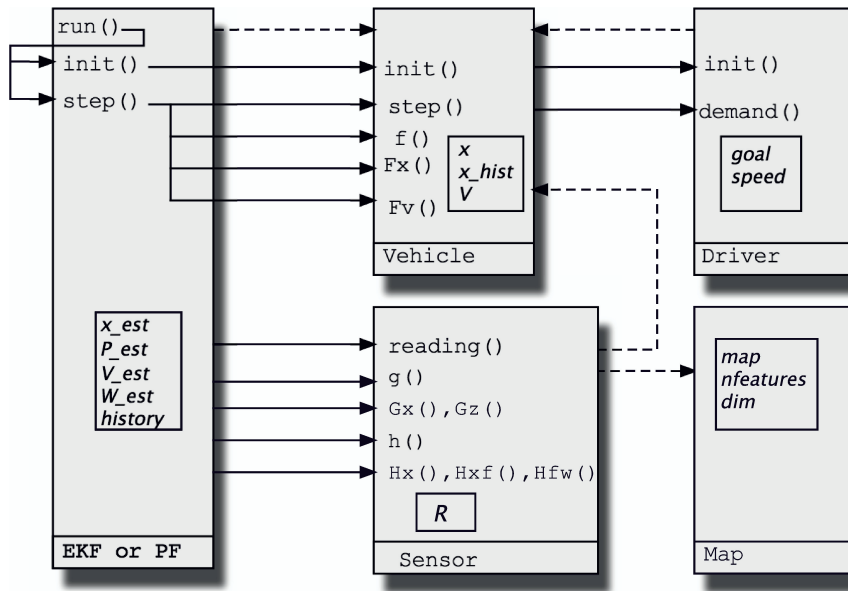 run()
init()
step()
x_est
P_est
V_est
W_est
history
EKF or PF
init()
step()
f()
Fx()
Fv()
x
x_hist
V
Vehicle
init()
demand()
goal
speed
Driver
reading()
g()
Gx(),Gz()
h()
Hx(),Hxf(),Hfw()
R
Sensor
map
nfeatures
dim
Map